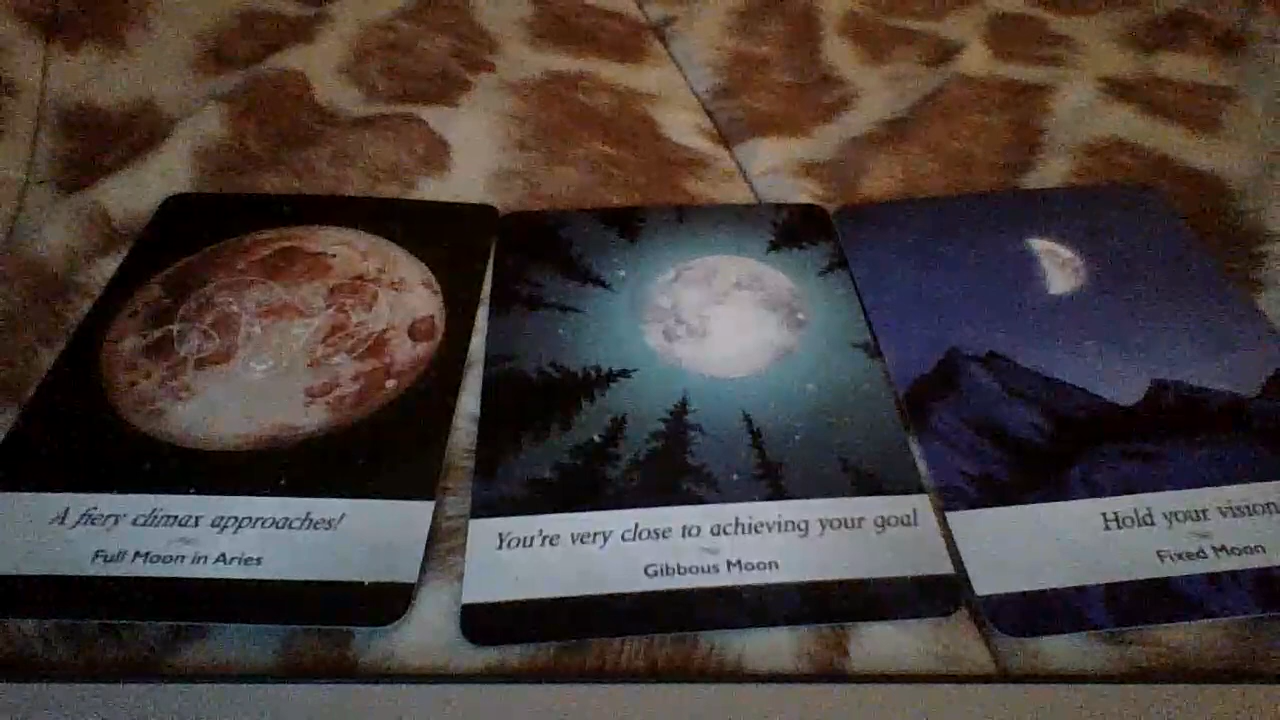 A fiery climax approaches!
Full Moon in Aries
You're very close to achieving your goal
Gibbous Moon
Hold your vision
Fixed Moon